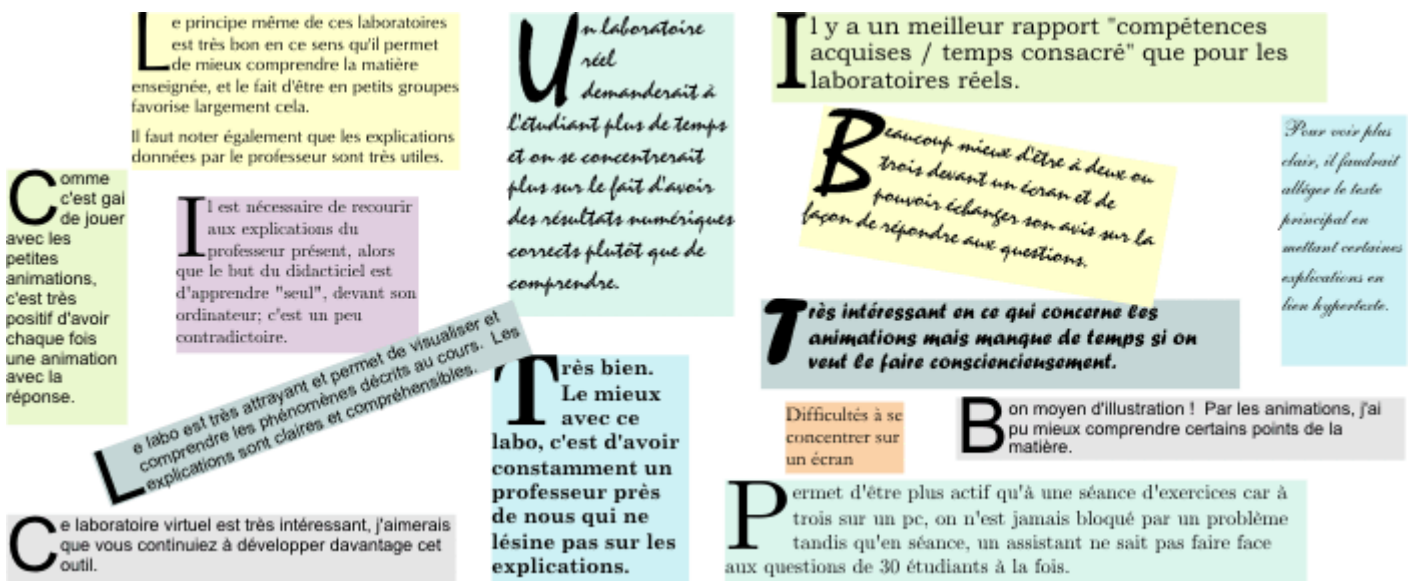 Le principe même de ces laboratoires
est très bon en ce sens qu'il permet
de mieux comprendre la matière
enseignée, et le fait d'être en petits groupes
favorise largement cela.
Il faut noter également que les explications
données par le professeur sont très utiles.
Un laboratoire
réel
demanderait à
l'étudiant plus de temps
et on se concentrerait
plus sur le fait d'avoir
des résultats numériques
corrects plutôt que de
comprendre.
Il y a un meilleur rapport "compétences
acquises / temps consacré" que pour les
laboratoires réels.
Beaucoup mieux d'être à deux ou
trois devant un écran et de
pouvoir échanger son avis sur la
façon de répondre aux questions.
Pour voir plus
clair, il faudrait
alléger le texte
principal en
mettant certaines
explications en
lien hypertexte.
Comme
c'est gai
de jouer
avec les
petites
animations,
c'est très
positif d'avoir
chaque fois
une animation
avec la
réponse.
Il est nécessaire de recourir
aux explications du
professeur présent, alors
que le but du didacticiel est
d'apprendre "seul", devant son
ordinateur; c'est un peu
contradictoire.
Très intéressant en ce qui concerne les
animations mais manque de temps si on
veut le faire consciencieusement.
Le labo est très attrayant et permet de visualiser et
comprendre les phénomènes décrits au cours. Les
explications sont claires et compréhensibles.
Très bien.
Le mieux
avec ce
labo, c'est d'avoir
constamment un
professeur près
de nous qui ne
lésine pas sur les
explications.
Difficultés à se
concentrer sur
un écran
Bon moyen d'illustration ! Par les animations, j'ai
pu mieux comprendre certains points de la
matière.
Ce laboratoire virtuel est très intéressant, j'aimerais
que vous continuiez à développer davantage cet
outil.
Permet d'être plus actif qu'à une séance d'exercices car à
trois sur un pc, on n'est jamais bloqué par un problème
tandis qu'en séance, un assistant ne sait pas faire face
aux questions de 30 étudiants à la fois.